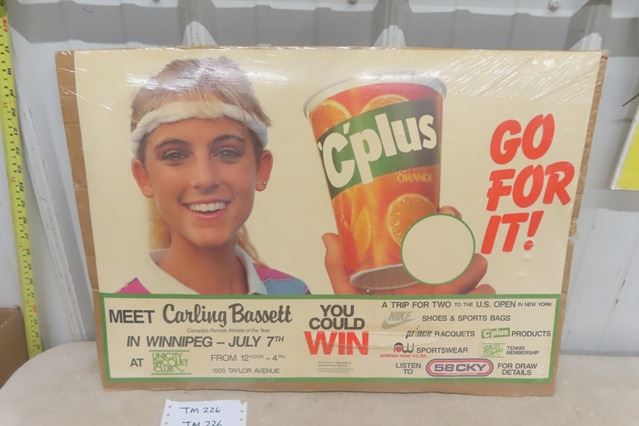 C'plus
ORANGE
GO
FOR
IT!
MEET Carling Bassett
Canada's Female Athlete of the Year
IN WINNIPEG – JULY 7TH
AT UNICITY RACQUET CLUB
FROM 12 NOON – 4 PM
1500 TAYLOR AVENUE
YOU
COULD
WIN
A TRIP FOR TWO TO THE U.S. OPEN IN NEW YORK
NIKE SHOES & SPORTS BAGS
prince RACQUETS C'plus PRODUCTS
SPORTSWEAR TENNIS MEMBERSHIP
LISTEN TO 58CKY FOR DRAW DETAILS
TM 226
TM 226